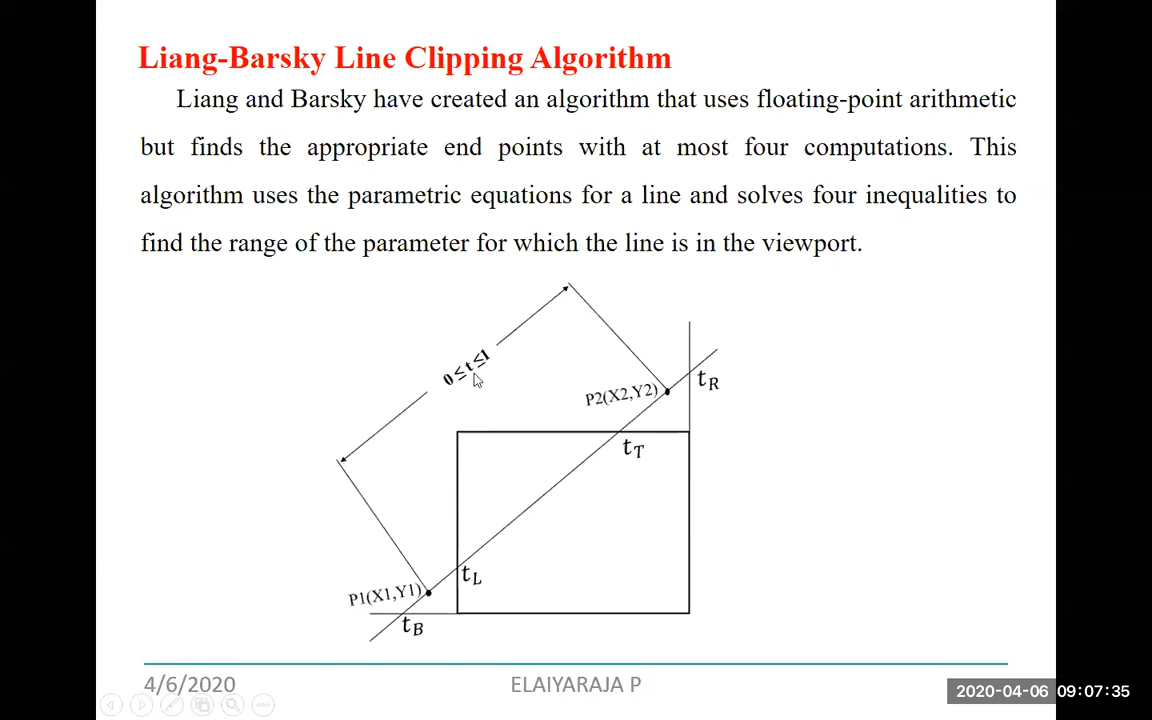 Liang-Barsky Line Clipping Algorithm
Liang and Barsky have created an algorithm that uses floating-point arithmetic
but finds the appropriate end points with at most four computations. This
algorithm uses the parametric equations for a line and solves four inequalities to
find the range of the parameter for which the line is in the viewport.
0≤t≤1
P2(X2,Y2)
tR
tT
tL
P1(X1,Y1)
tB
4/6/2020
ELAIYARAJA P
2020-04-06 09:07:35